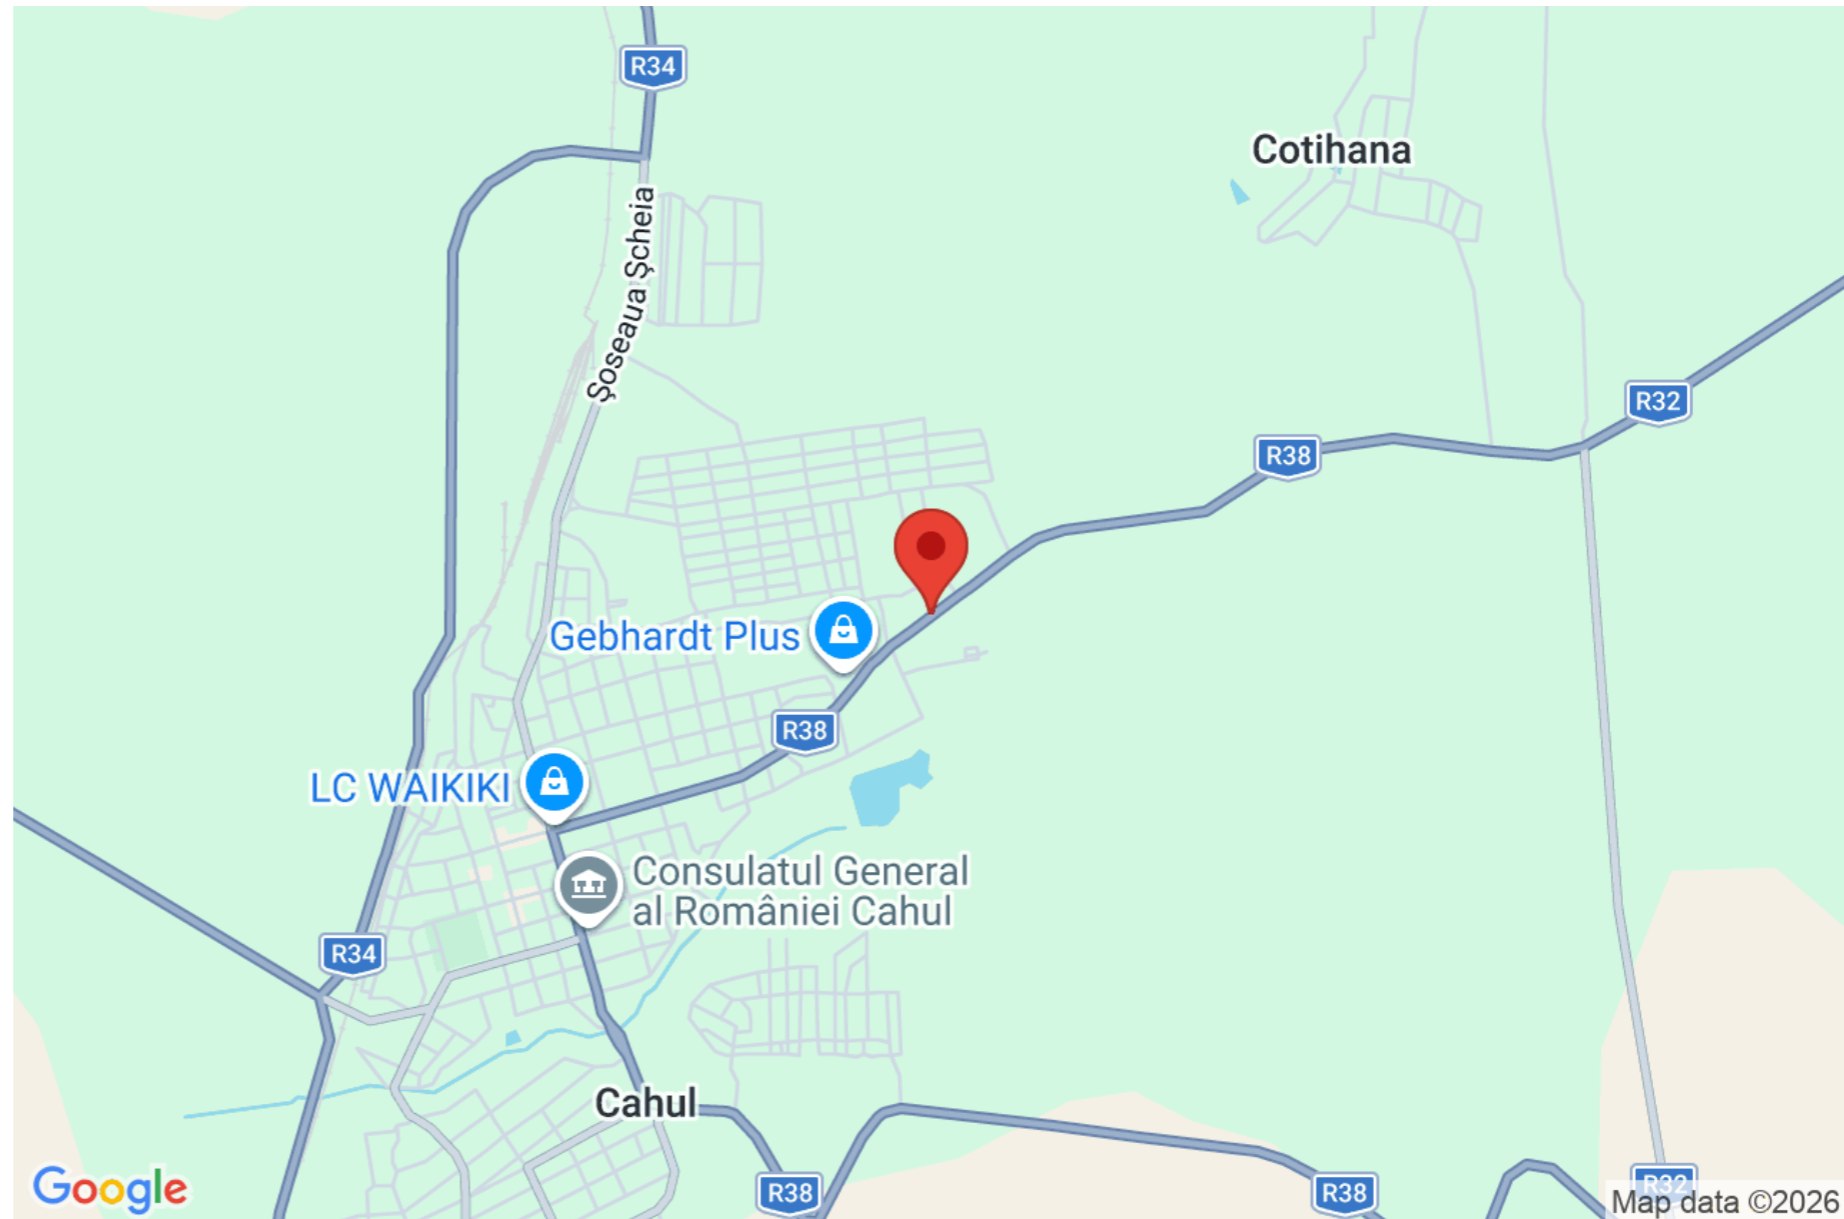 R34
Cotihana
Şoseaua Şcheia
R32
R38
Gebhardt Plus
R38
LC WAIKIKI
Consulatul General
al României Cahul
R34
Cahul
R38
R38
R32
Google
Map data ©2026